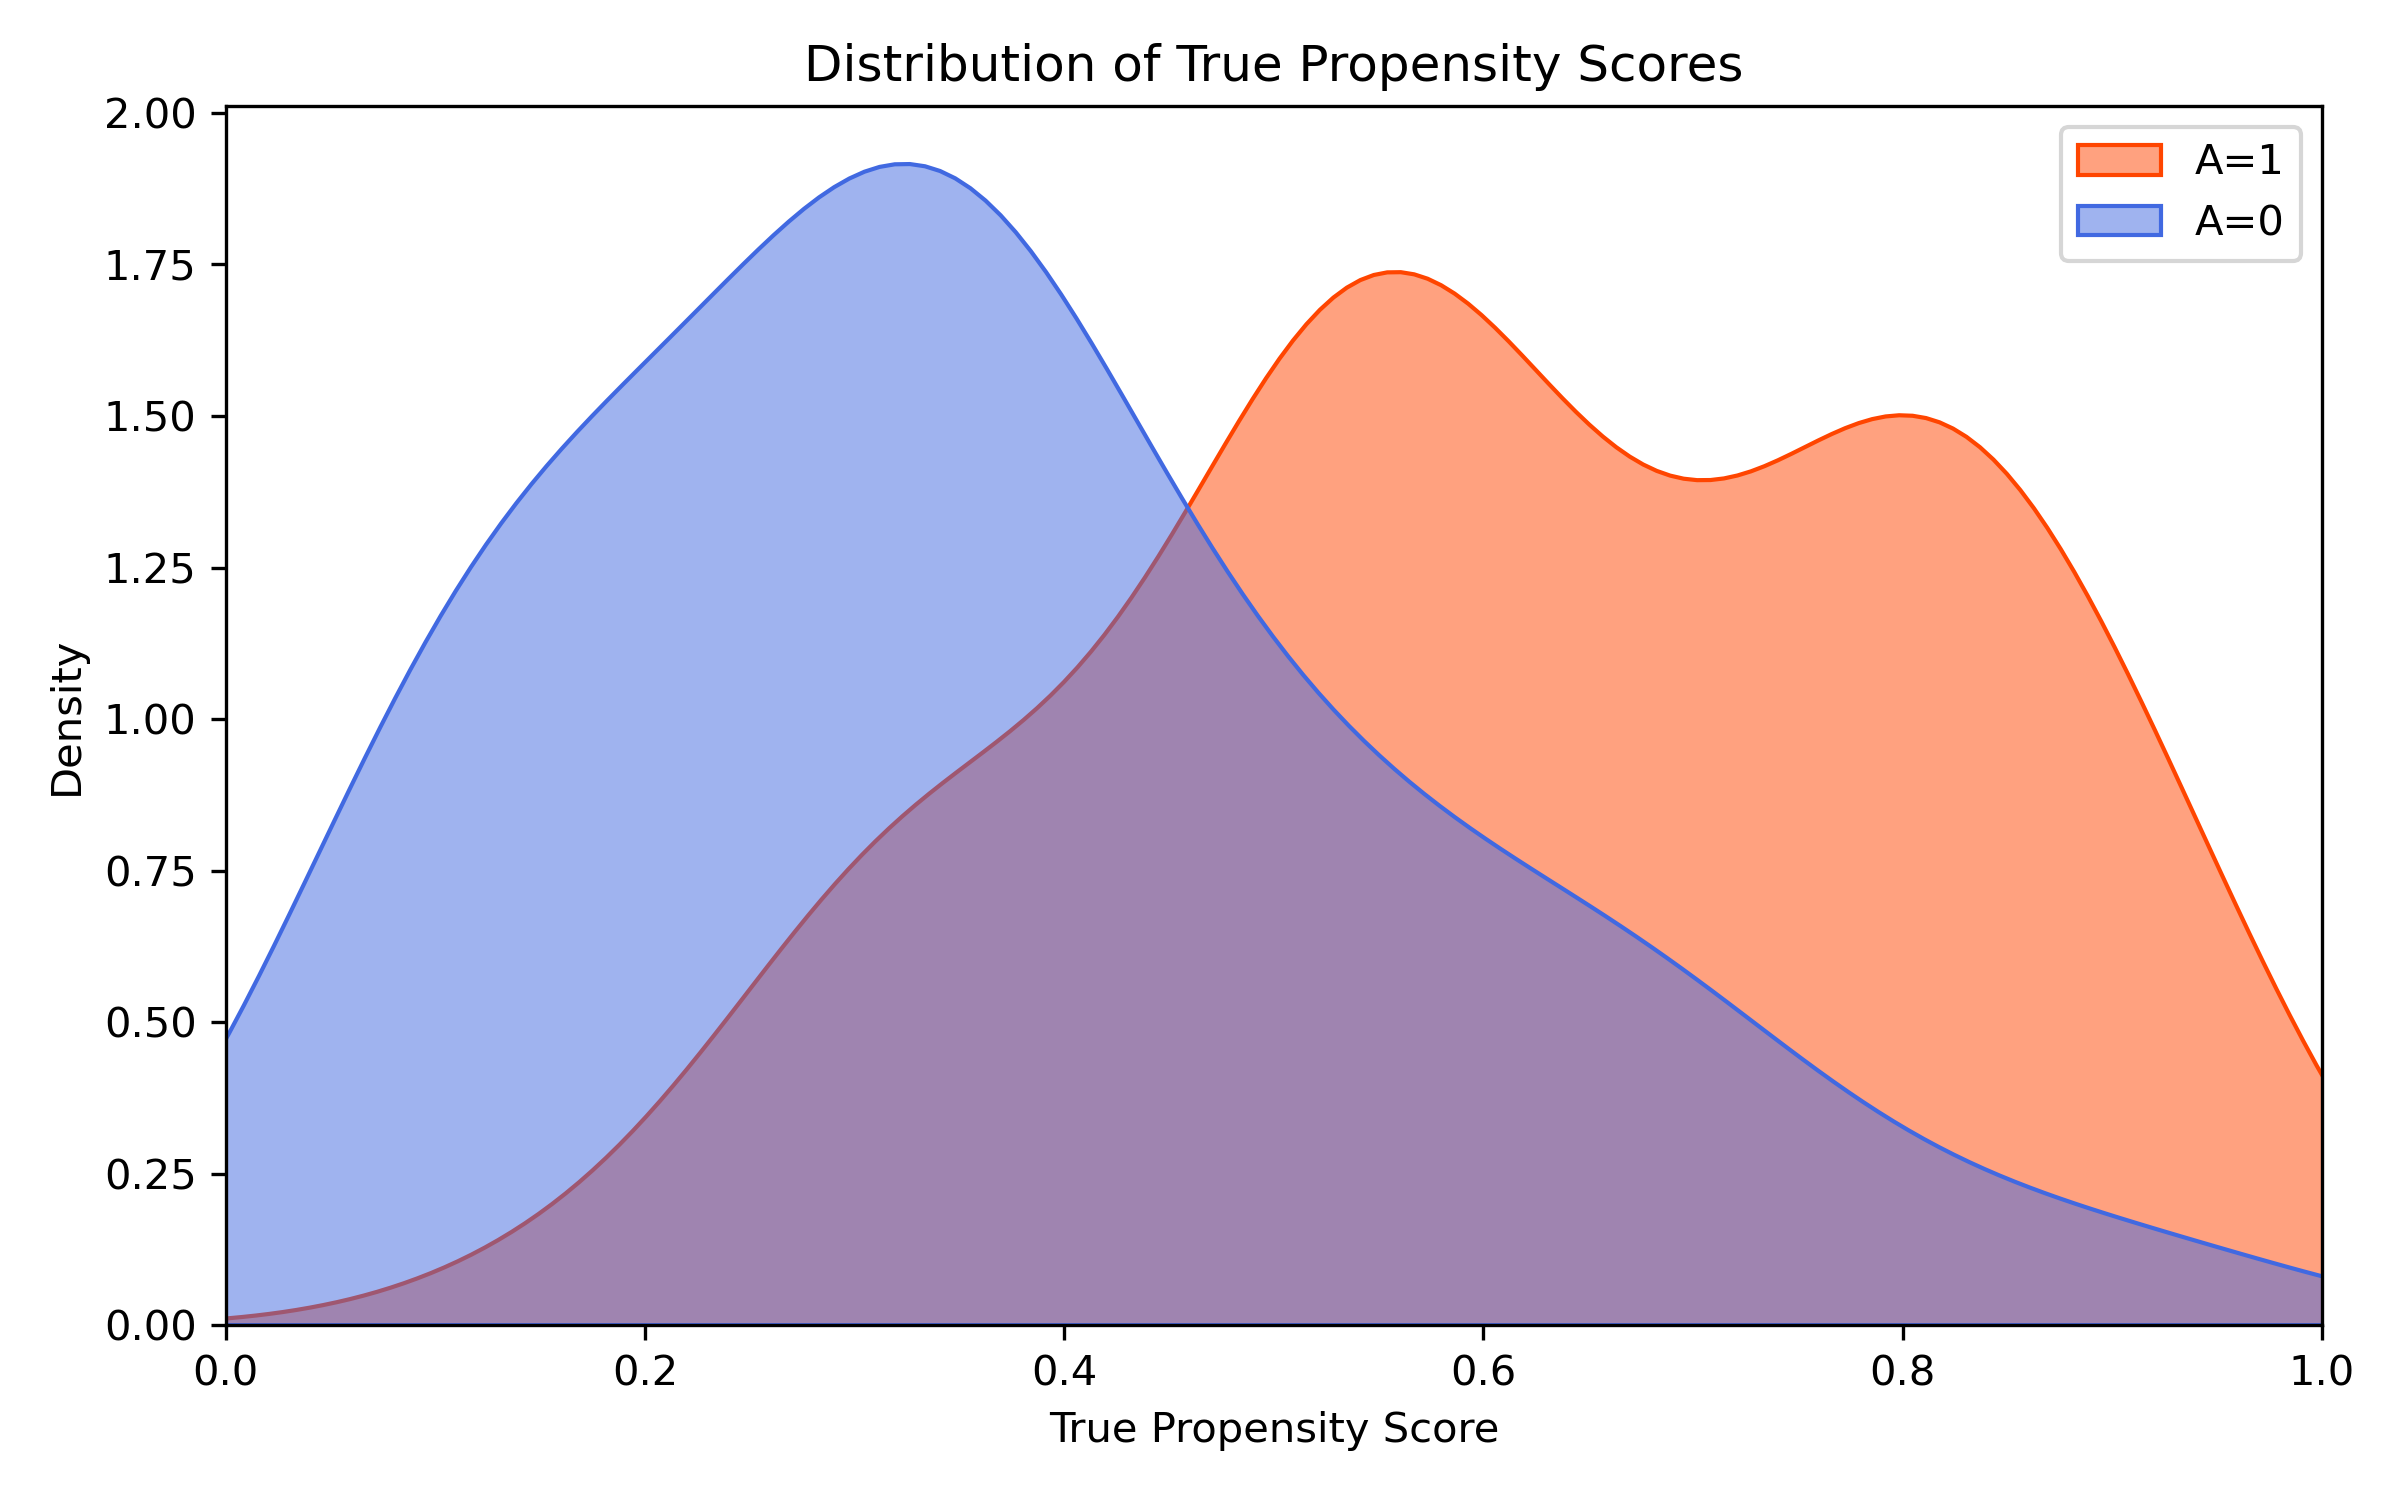 Distribution of True Propensity Scores
A=1
A=0
Density
2.00
1.75
1.50
1.25
1.00
0.75
0.50
0.25
0.00
0.0 0.2 0.4 0.6 0.8 1.0
True Propensity Score